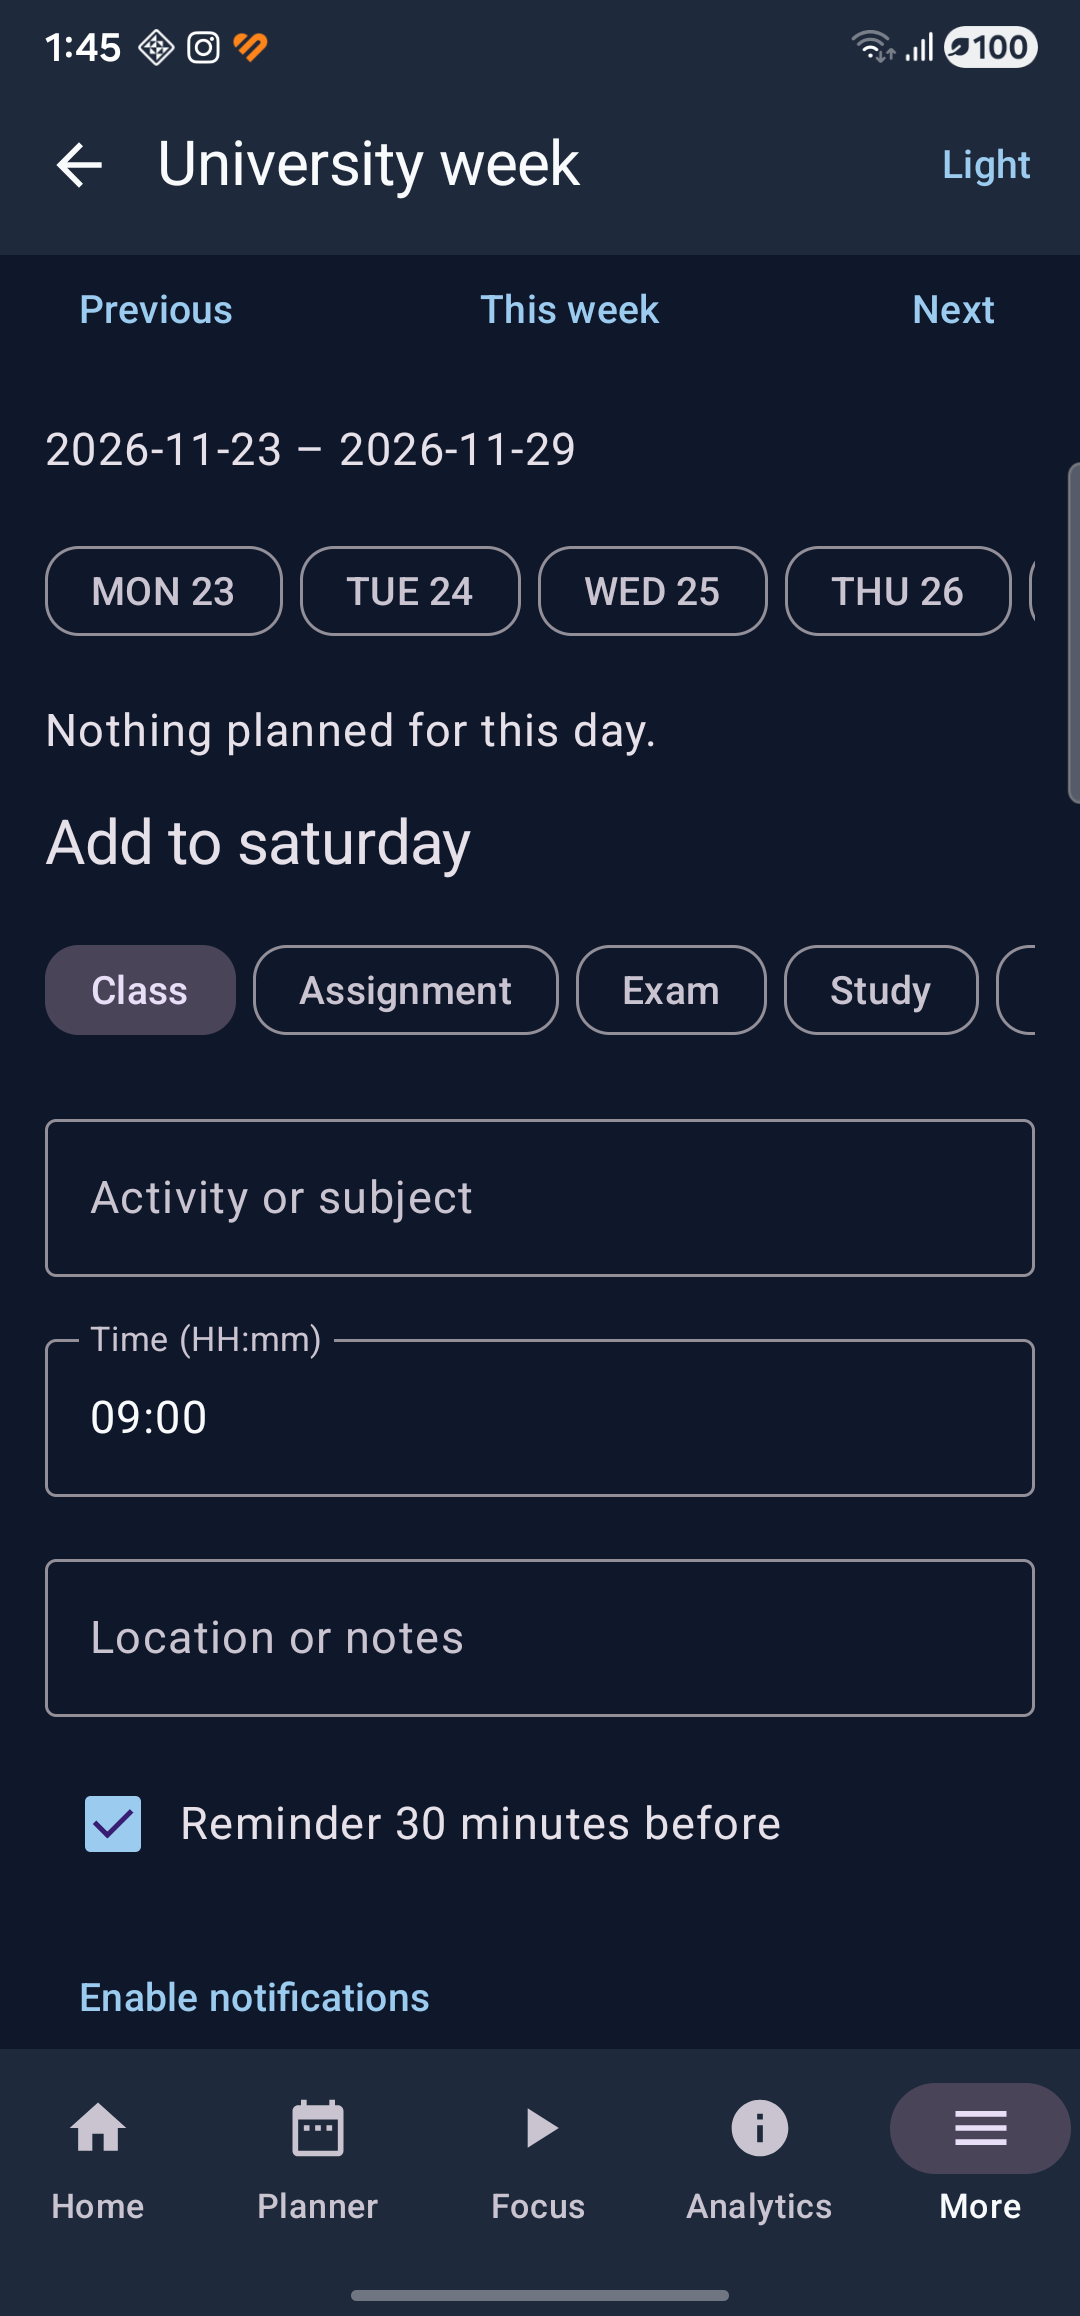 1:45 100
University week Light
Previous This week Next
2026-11-23 – 2026-11-29
MON 23 TUE 24 WED 25 THU 26
Nothing planned for this day.
Add to saturday
Class Assignment Exam Study
Activity or subject
Time (HH:mm)
09:00
Location or notes
Reminder 30 minutes before
Enable notifications
Home Planner Focus Analytics More